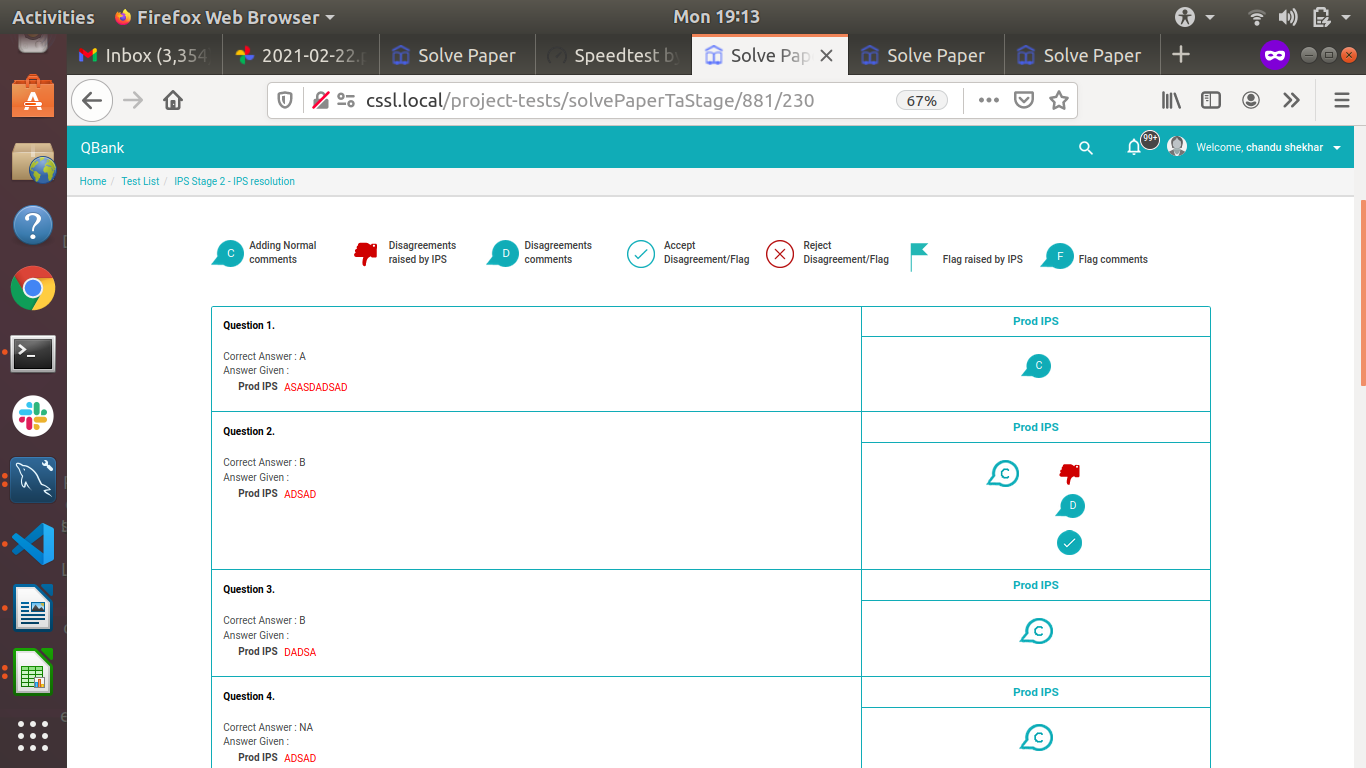 Activities
Firefox Web Browser
Mon 19:13
Inbox (3,354
2021-02-22.
Solve Paper
Speedtest by
Solve Pap
Solve Paper
Solve Paper
cssl.local/project-tests/solvePaperTaStage/881/230
67%
QBank
99+
Welcome, chandu shekhar
Home / Test List / IPS Stage 2 - IPS resolution
C
Adding Normal
comments
Disagreements
raised by IPS
D
Disagreements
comments
Accept
Disagreement/Flag
Reject
Disagreement/Flag
Flag raised by IPS
F
Flag comments
Question 1.
Prod IPS
Correct Answer : A
Answer Given :
Prod IPS ASASDADSAD
C
Question 2.
Prod IPS
Correct Answer : B
Answer Given :
Prod IPS ADSAD
C
D
Question 3.
Prod IPS
Correct Answer : B
Answer Given :
Prod IPS DADSA
C
Question 4.
Prod IPS
Correct Answer : NA
Answer Given :
Prod IPS ADSAD
C